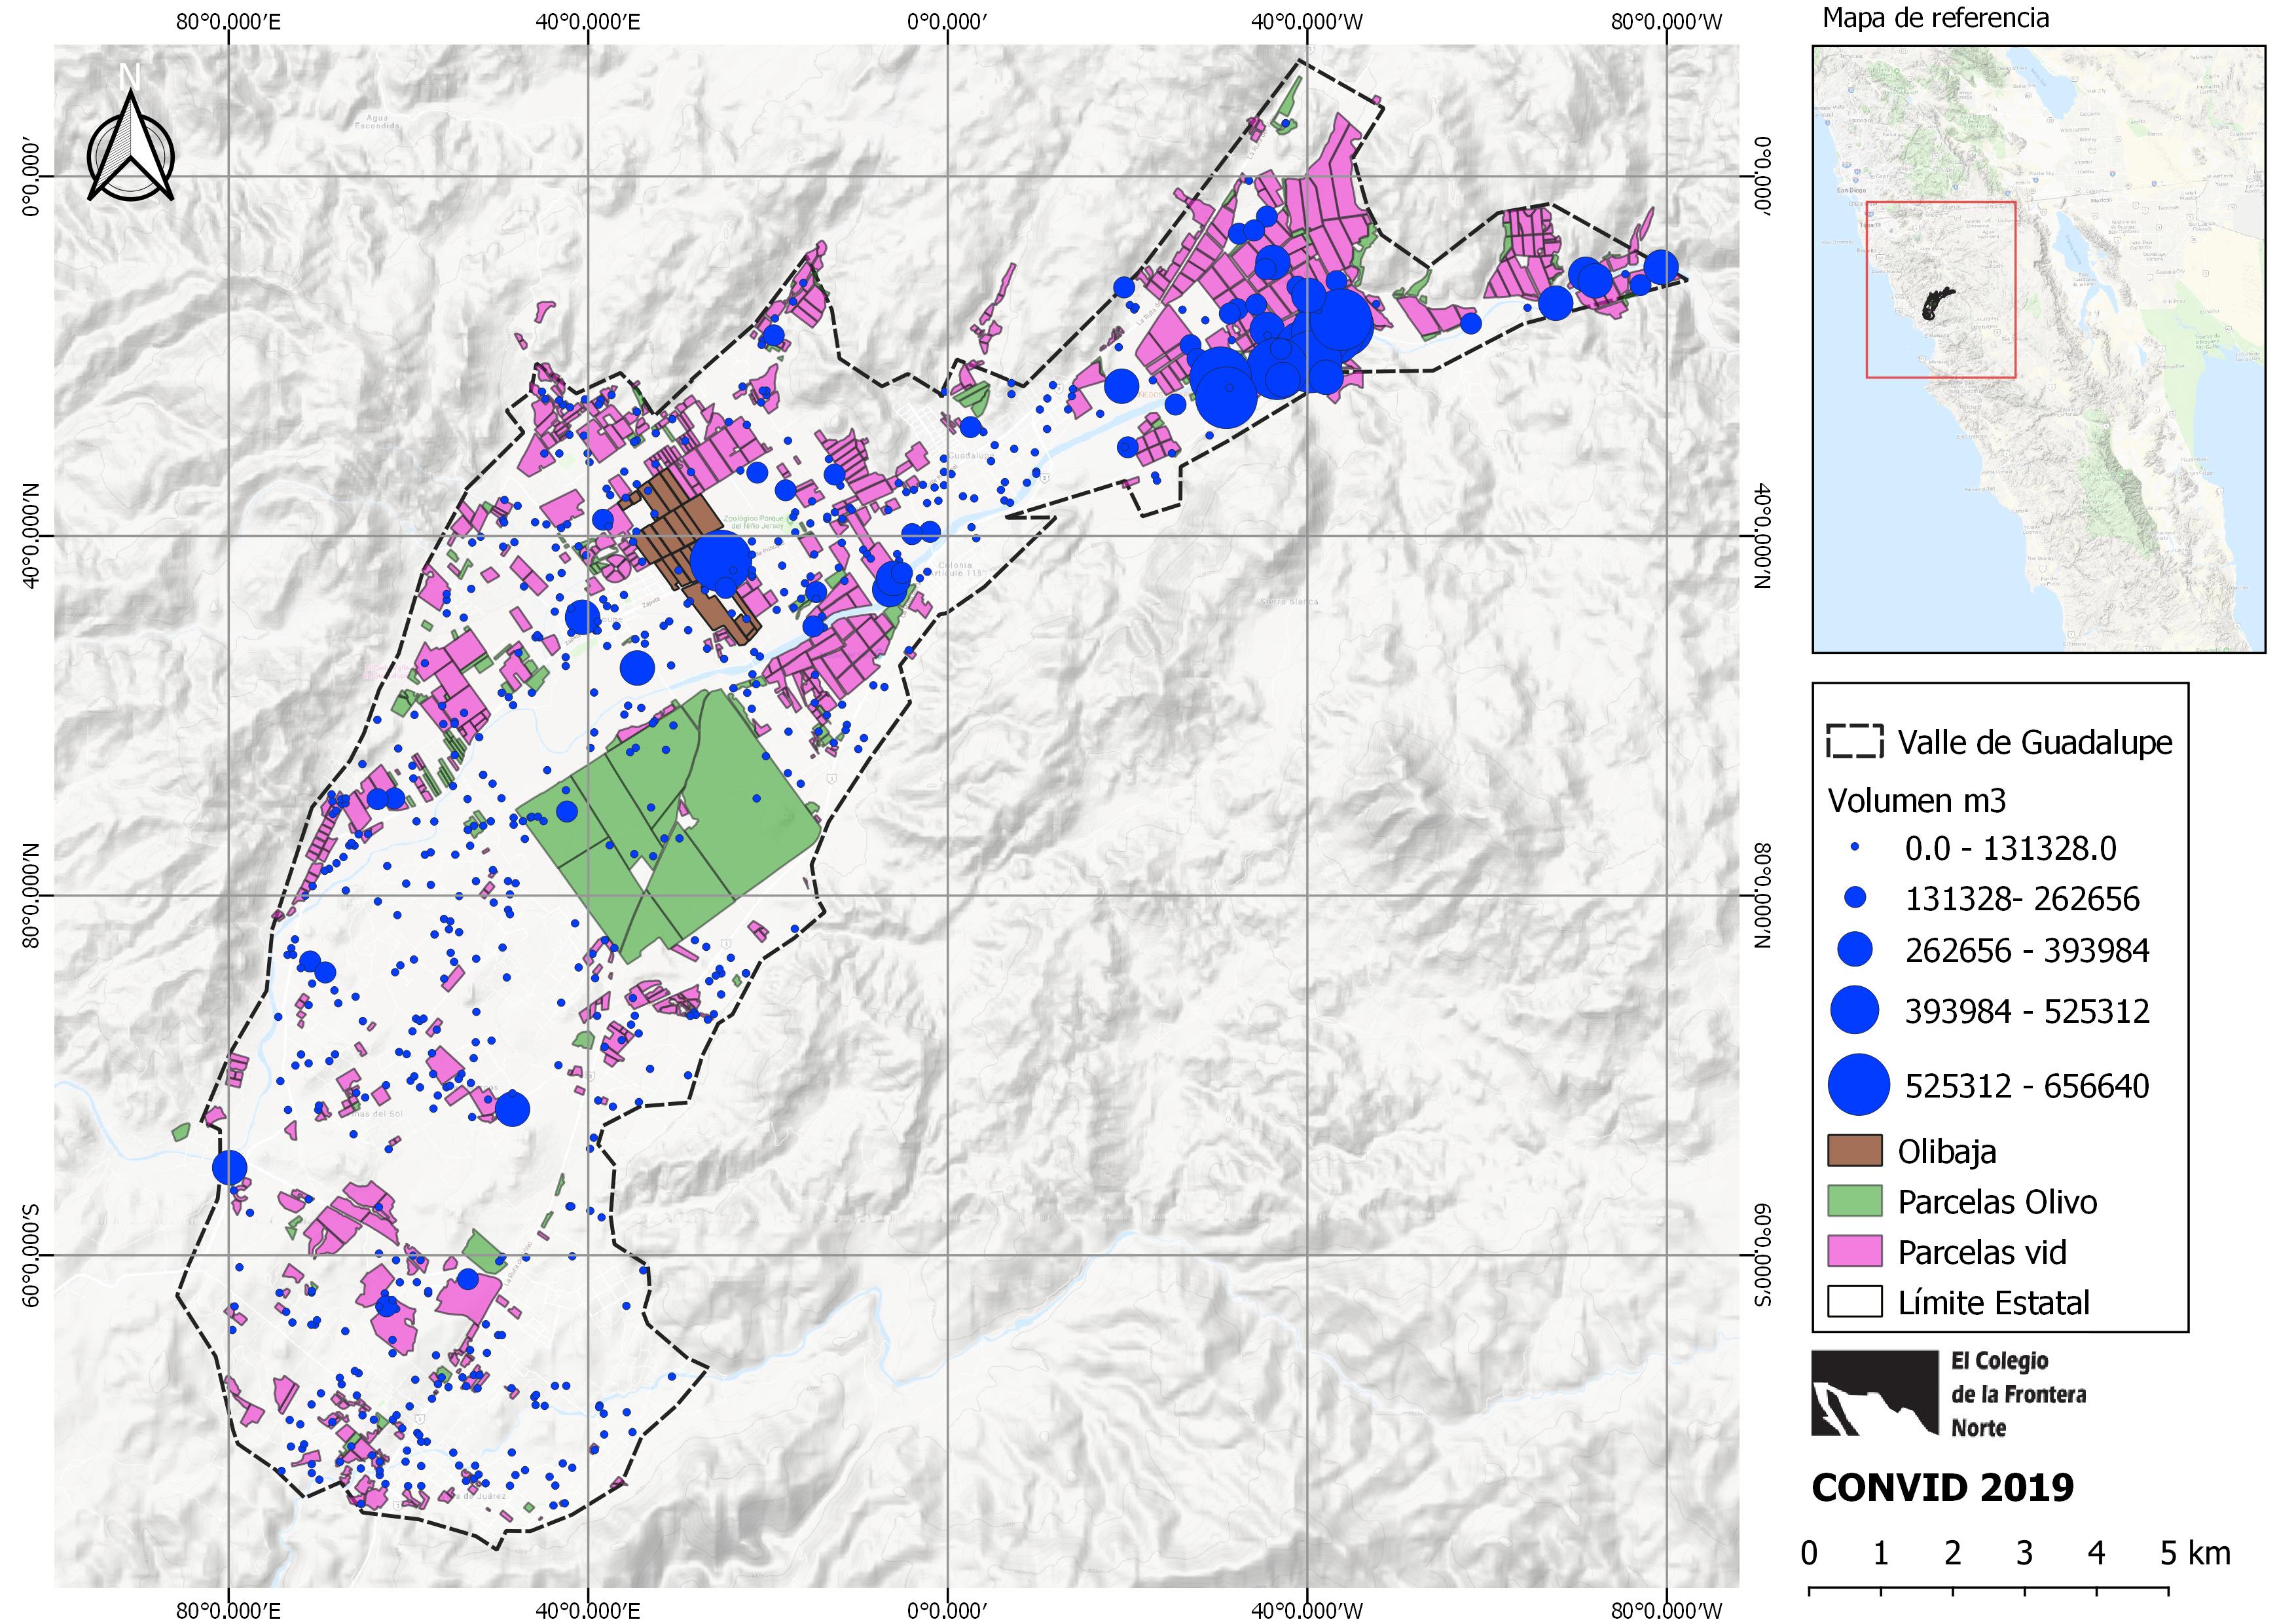 80°0.000′E 40°0.000′E 0°0.000′ 40°0.000′W 80°0.000′W
Mapa de referencia
N
Agua
Escondida
0°0.000′ 0°0.000′
San Diego
Guadalupe
40°0.000′N 40°0.000′N
Zoológico Parque
del Niño Jersey
Colonia
Artículo 115
Sierra Blanca
80°0.000′N 80°0.000′N
60°0.000′S 60°0.000′S
Valle de Guadalupe
Volumen m3
0.0 - 131328.0
131328- 262656
262656 - 393984
393984 - 525312
525312 - 656640
Olibaja
Parcelas Olivo
Parcelas vid
Límite Estatal
El Colegio
de la Frontera
Norte
CONVID 2019
0 1 2 3 4 5 km
80°0.000′E 40°0.000′E 0°0.000′ 40°0.000′W 80°0.000′W